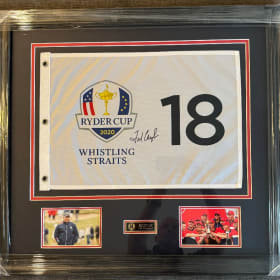 RYDER CUP
2020
WHISTLING
STRAITS
18